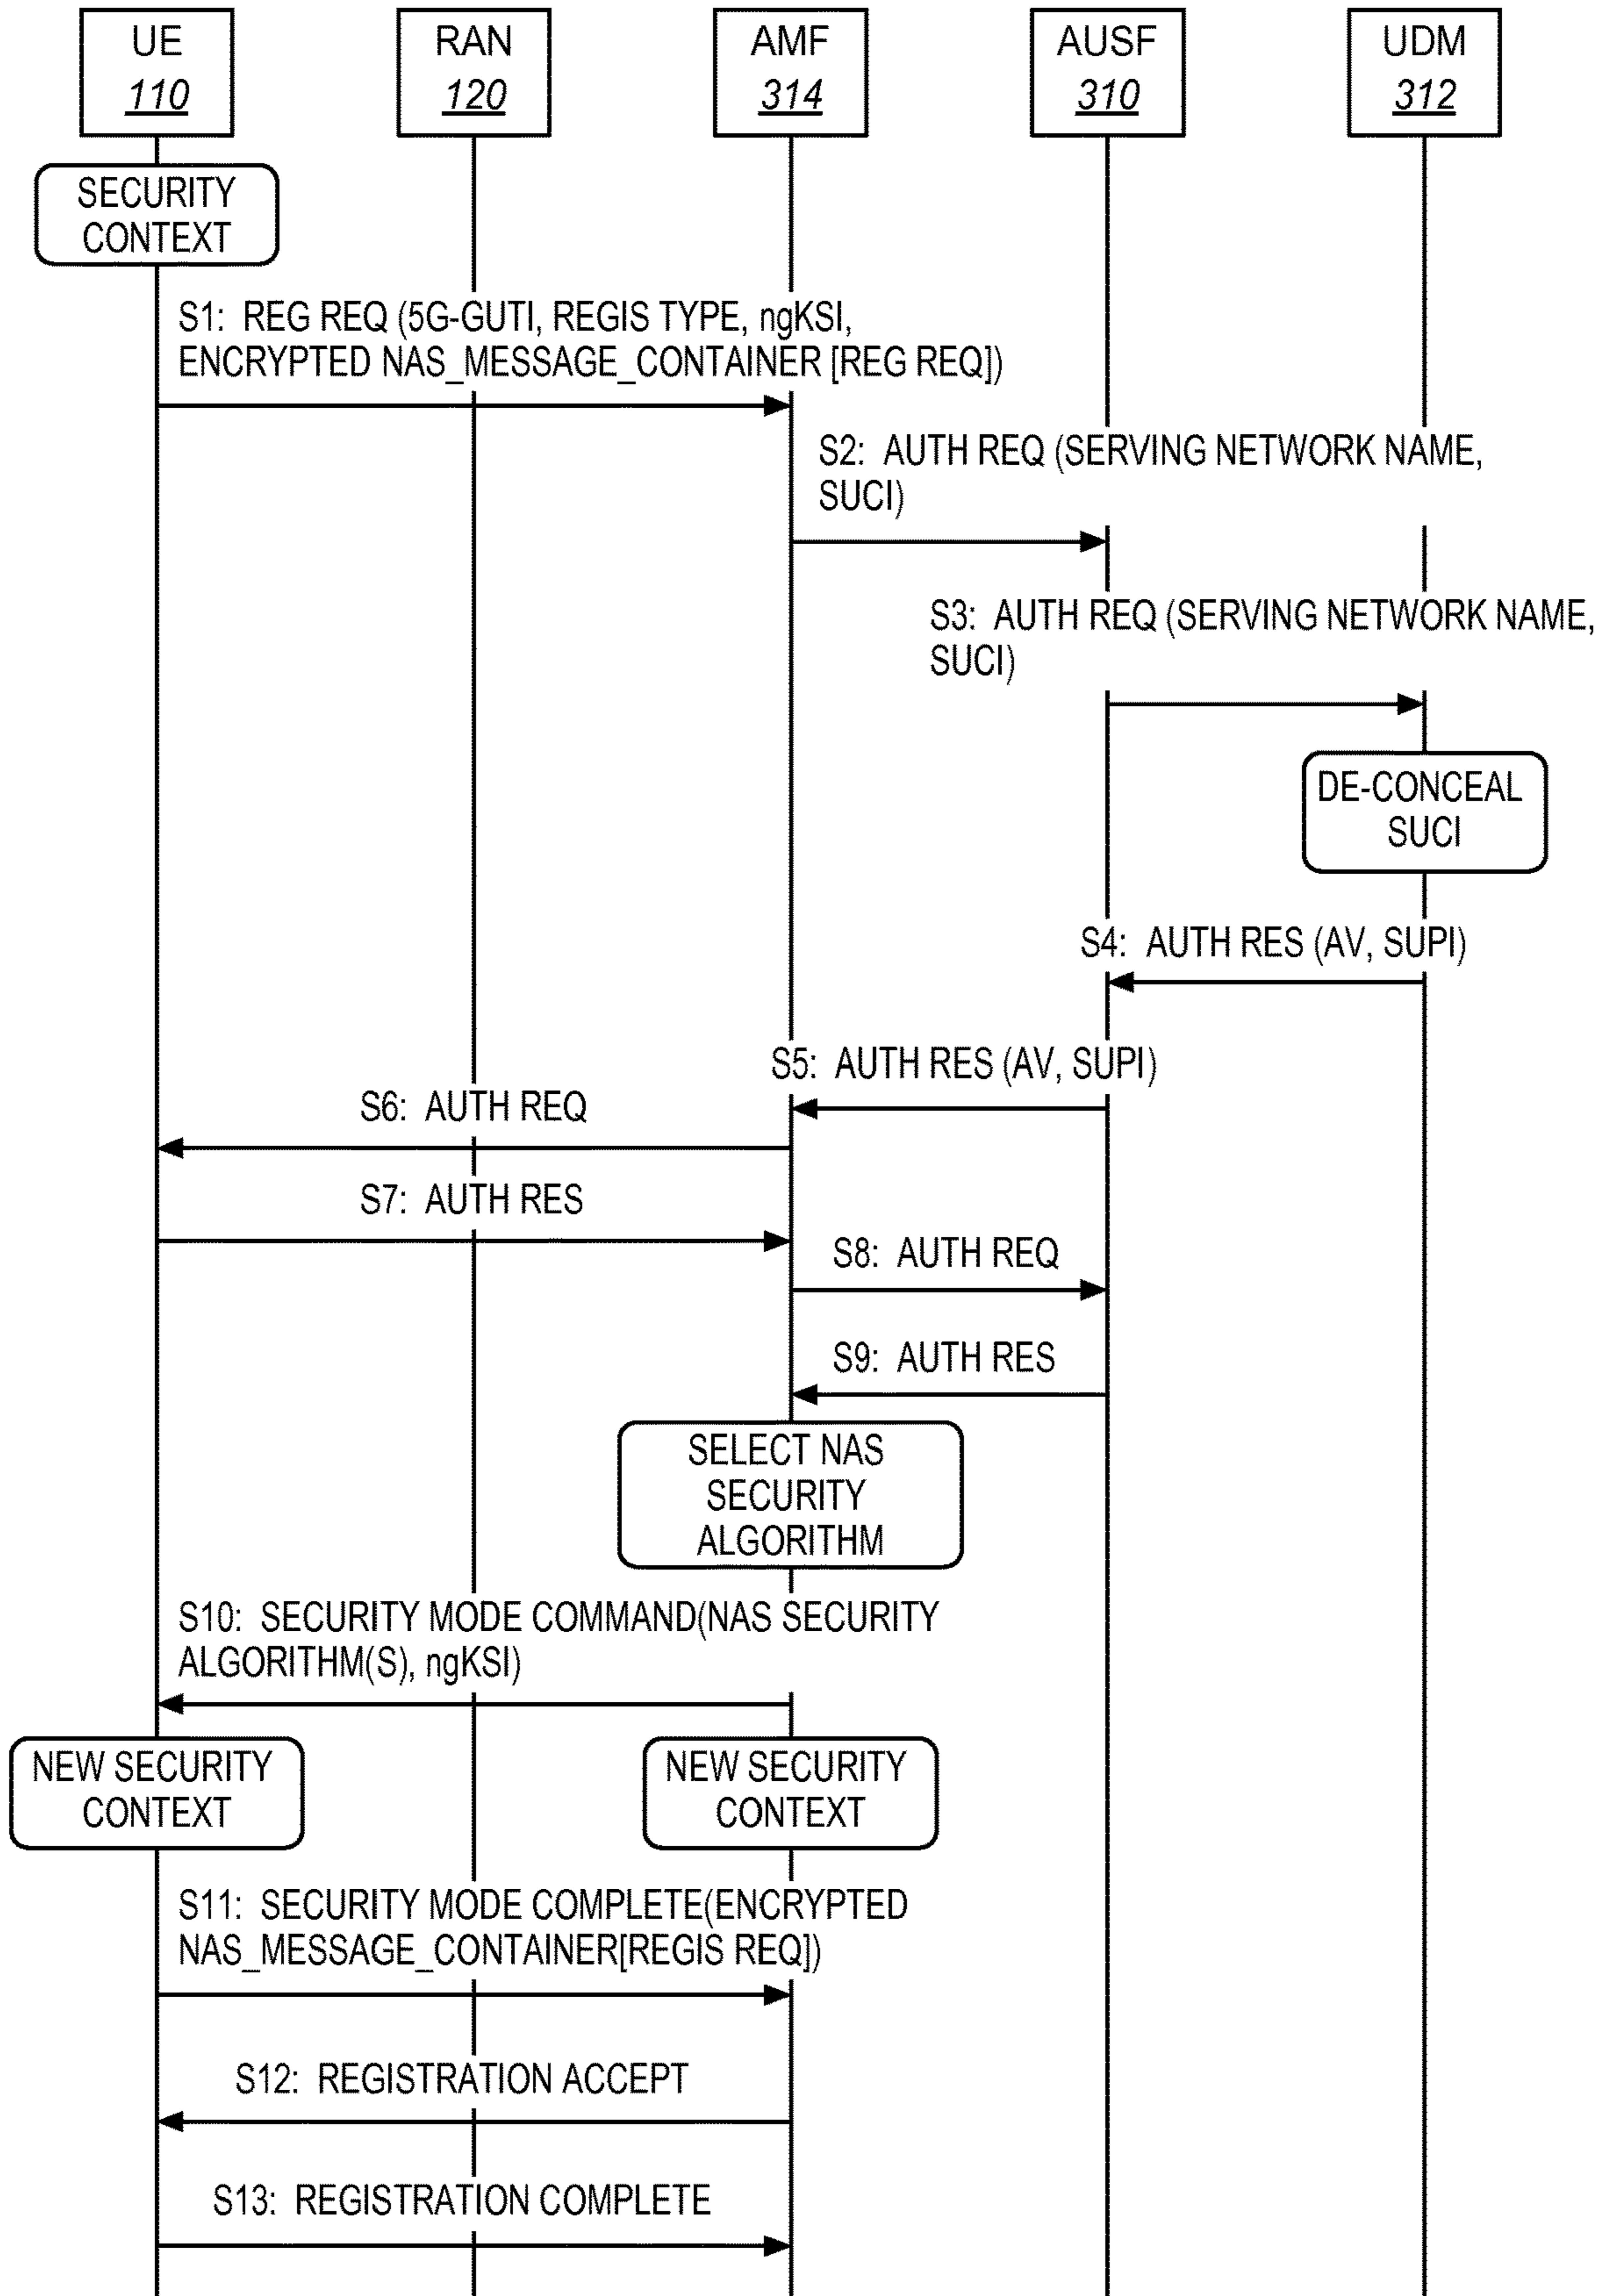 UE
110
RAN
120
AMF
314
AUSF
310
UDM
312
SECURITY
CONTEXT
S1: REG REQ (5G-GUTI, REGIS TYPE, ngKSI,
ENCRYPTED NAS_MESSAGE_CONTAINER [REG REQ])
S2: AUTH REQ (SERVING NETWORK NAME,
SUCI)
S3: AUTH REQ (SERVING NETWORK NAME,
SUCI)
DE-CONCEAL
SUCI
S4: AUTH RES (AV, SUPI)
S5: AUTH RES (AV, SUPI)
S6: AUTH REQ
S7: AUTH RES
S8: AUTH REQ
S9: AUTH RES
SELECT NAS
SECURITY
ALGORITHM
S10: SECURITY MODE COMMAND(NAS SECURITY
ALGORITHM(S), ngKSI)
NEW SECURITY
CONTEXT
NEW SECURITY
CONTEXT
S11: SECURITY MODE COMPLETE(ENCRYPTED
NAS_MESSAGE_CONTAINER[REGIS REQ])
S12: REGISTRATION ACCEPT
S13: REGISTRATION COMPLETE